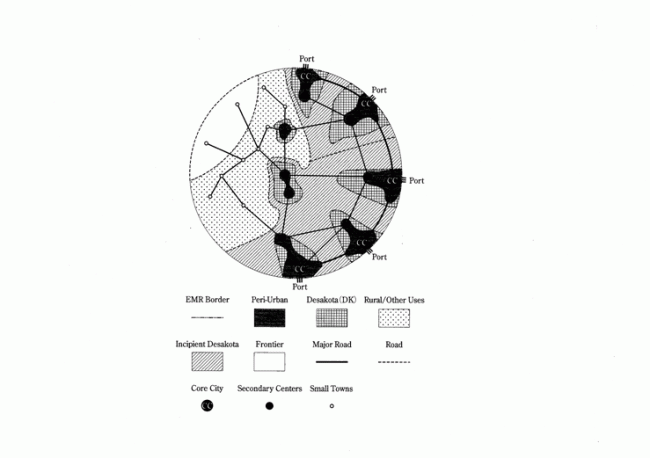 Port
CC
Port
CC
CC
Port
CC
Port
CC
Port
EMR Border
Peri-Urban
Desakota(DK)
Rural/Other Uses
Incipient Desakota
Frontier
Major Road
Road
Core City
Secondary Centers
Small Towns
CC